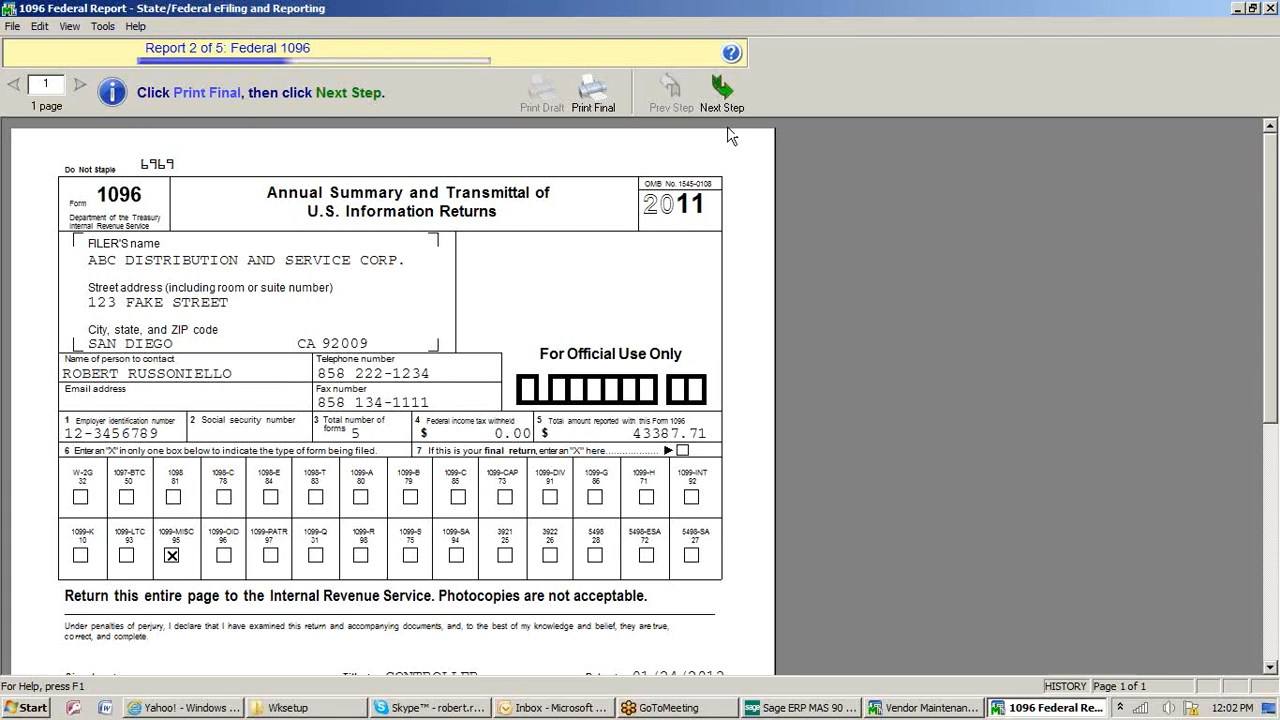 1096 Federal Report - State/Federal eFiling and Reporting
File Edit View Tools Help
Report 2 of 5: Federal 1096
1
1 page
Click Print Final, then click Next Step.
Print Draft Print Final Prev Step Next Step
Do Not Staple 6969
Form 1096
Department of the Treasury
Internal Revenue Service
Annual Summary and Transmittal of
U.S. Information Returns
OMB No. 1545-0108
2011
FILER'S name
ABC DISTRIBUTION AND SERVICE CORP.
Street address (including room or suite number)
123 FAKE STREET
City, state, and ZIP code
SAN DIEGO CA 92009
Name of person to contact Telephone number
ROBERT RUSSONIELLO 858 222-1234
Email address Fax number
858 134-1111
For Official Use Only
1 Employer identification number 2 Social security number 3 Total number of forms 4 Federal income tax withheld 5 Total amount reported with this Form 1096
12-3456789 5 $ 0.00 $ 43387.71
6 Enter an "X" in only one box below to indicate the type of form being filed. 7 If this is your final return, enter an "X" here
W-2G 1097-BTC 1098 1098-C 1098-E 1098-T 1099-A 1099-B 1099-C 1099-CAP 1099-DIV 1099-G 1099-H 1099-INT
32 50 81 78 84 83 80 79 85 73 91 86 71 92
1099-K 1099-LTC 1099-MISC 1099-OID 1099-PATR 1099-Q 1099-R 1099-S 1099-SA 3921 3922 5498 5498-ESA 5498-SA
10 93 95 96 97 31 98 75 94 25 26 28 72 27
X
Return this entire page to the Internal Revenue Service. Photocopies are not acceptable.
Under penalties of perjury, I declare that I have examined this return and accompanying documents, and, to the best of my knowledge and belief, they are true,
correct, and complete.
CONTROLLER 01/24/2012
For Help, press F1 HISTORY Page 1 of 1
Start Yahoo! - Windows ... Wksetup Skype™ - robert.r... Inbox - Microsoft ... GoToMeeting Sage ERP MAS 90 ... Vendor Maintenan... 1096 Federal Re... 12:02 PM